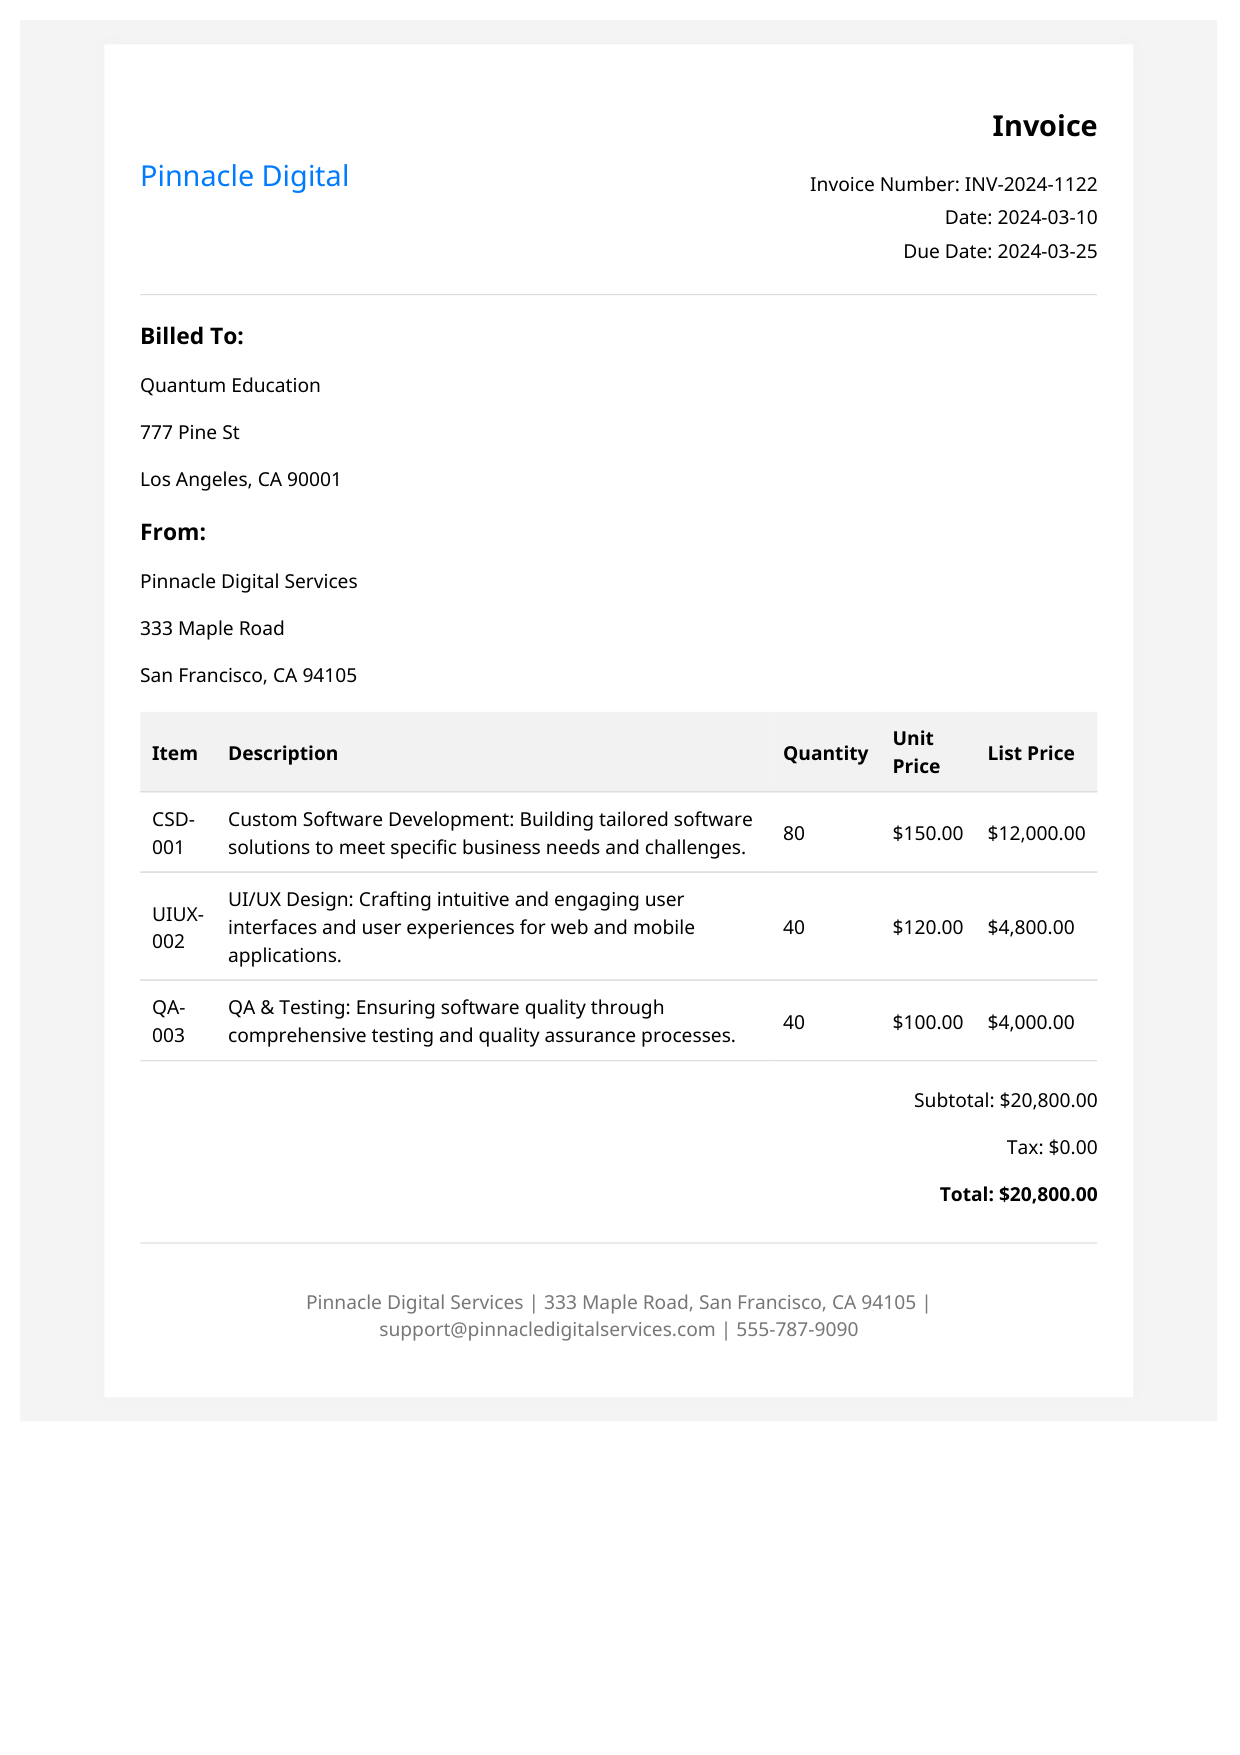 Invoice
Pinnacle Digital
Invoice Number: INV-2024-1122
Date: 2024-03-10
Due Date: 2024-03-25
Billed To:
Quantum Education
777 Pine St
Los Angeles, CA 90001
From:
Pinnacle Digital Services
333 Maple Road
San Francisco, CA 94105
Item Description Quantity Unit Price List Price
CSD-001 Custom Software Development: Building tailored software
solutions to meet specific business needs and challenges. 80 $150.00 $12,000.00
UIUX-002 UI/UX Design: Crafting intuitive and engaging user
interfaces and user experiences for web and mobile
applications. 40 $120.00 $4,800.00
QA-003 QA & Testing: Ensuring software quality through
comprehensive testing and quality assurance processes. 40 $100.00 $4,000.00
Subtotal: $20,800.00
Tax: $0.00
Total: $20,800.00
Pinnacle Digital Services | 333 Maple Road, San Francisco, CA 94105 |
support@pinnacledigitalservices.com | 555-787-9090